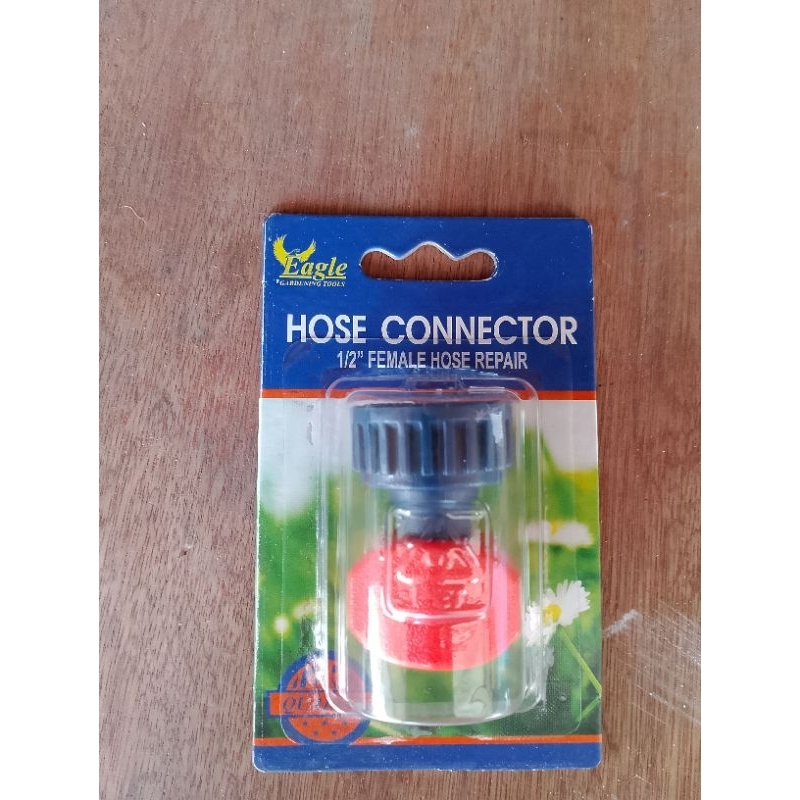 Eagle
GARDENING TOOLS
HOSE CONNECTOR
1/2" FEMALE HOSE REPAIR